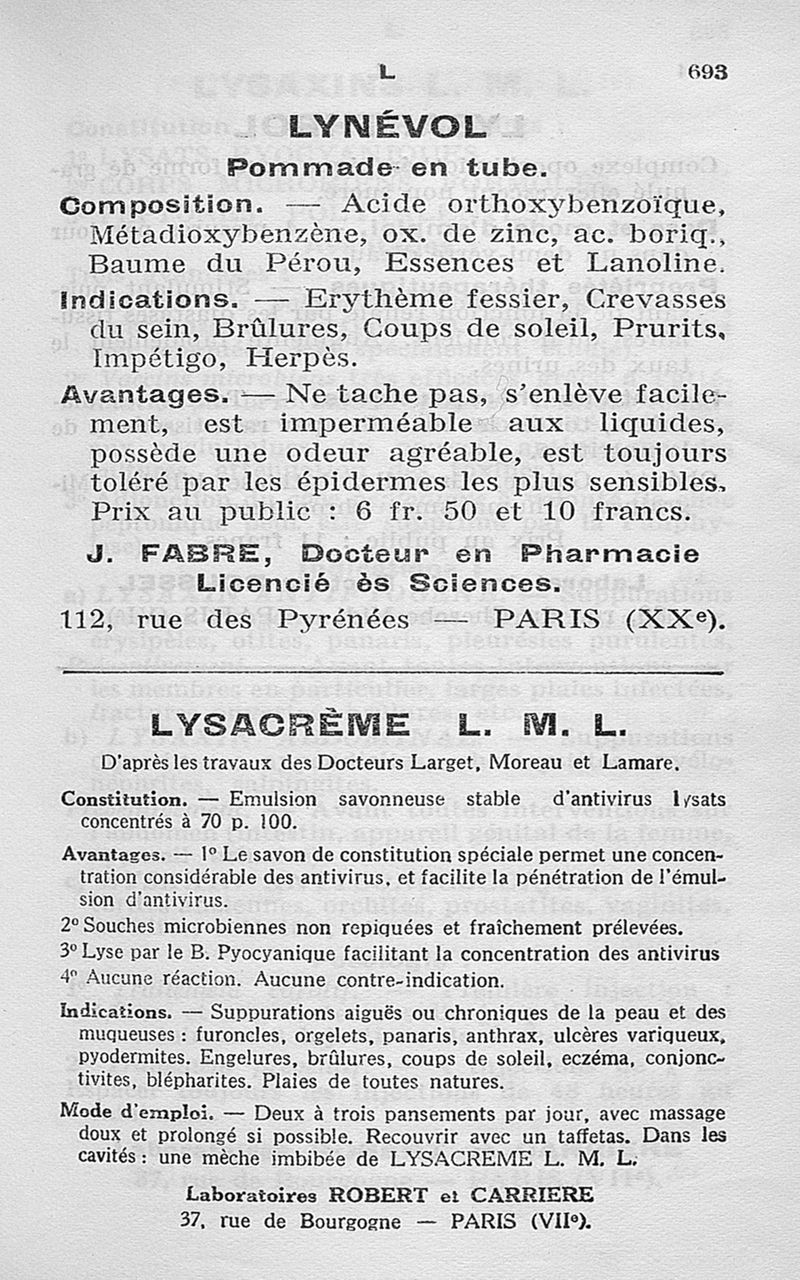 L 693
LYNÉVOL
Pommade en tube.
Composition. — Acide orthoxybenzoïque,
Métadioxybenzène, ox. de zinc, ac. boriq.,
Baume du Pérou, Essences et Lanoline.
Indications. — Erythème fessier, Crevasses
du sein, Brûlures, Coups de soleil, Prurits,
Impétigo, Herpès.
Avantages. — Ne tache pas, s'enlève facile-
ment, est imperméable aux liquides,
possède une odeur agréable, est toujours
toléré par les épidermes les plus sensibles.
Prix au public : 6 fr. 50 et 10 francs.
J. FABRE, Docteur en Pharmacie
Licencié ès Sciences.
112, rue des Pyrénées — PARIS (XXe).
LYSACRÈME L. M. L.
D'après les travaux des Docteurs Larget, Moreau et Lamare.
Constitution. — Emulsion savonneuse stable d'antivirus lysats
concentrés à 70 p. 100.
Avantages. — 1° Le savon de constitution spéciale permet une concen-
tration considérable des antivirus, et facilite la pénétration de l'émul-
sion d'antivirus.
2° Souches microbiennes non repiquées et fraîchement prélevées.
3° Lyse par le B. Pyocyanique facilitant la concentration des antivirus
4° Aucune réaction. Aucune contre-indication.
Indications. — Suppurations aiguës ou chroniques de la peau et des
muqueuses : furoncles, orgelets, panaris, anthrax, ulcères variqueux,
pyodermites. Engelures, brûlures, coups de soleil, eczéma, conjonc-
tivites, blépharites. Plaies de toutes natures.
Mode d'emploi. — Deux à trois pansements par jour, avec massage
doux et prolongé si possible. Recouvrir avec un taffetas. Dans les
cavités : une mèche imbibée de LYSACREME L. M. L.
Laboratoires ROBERT et CARRIERE
37, rue de Bourgogne — PARIS (VIIe).